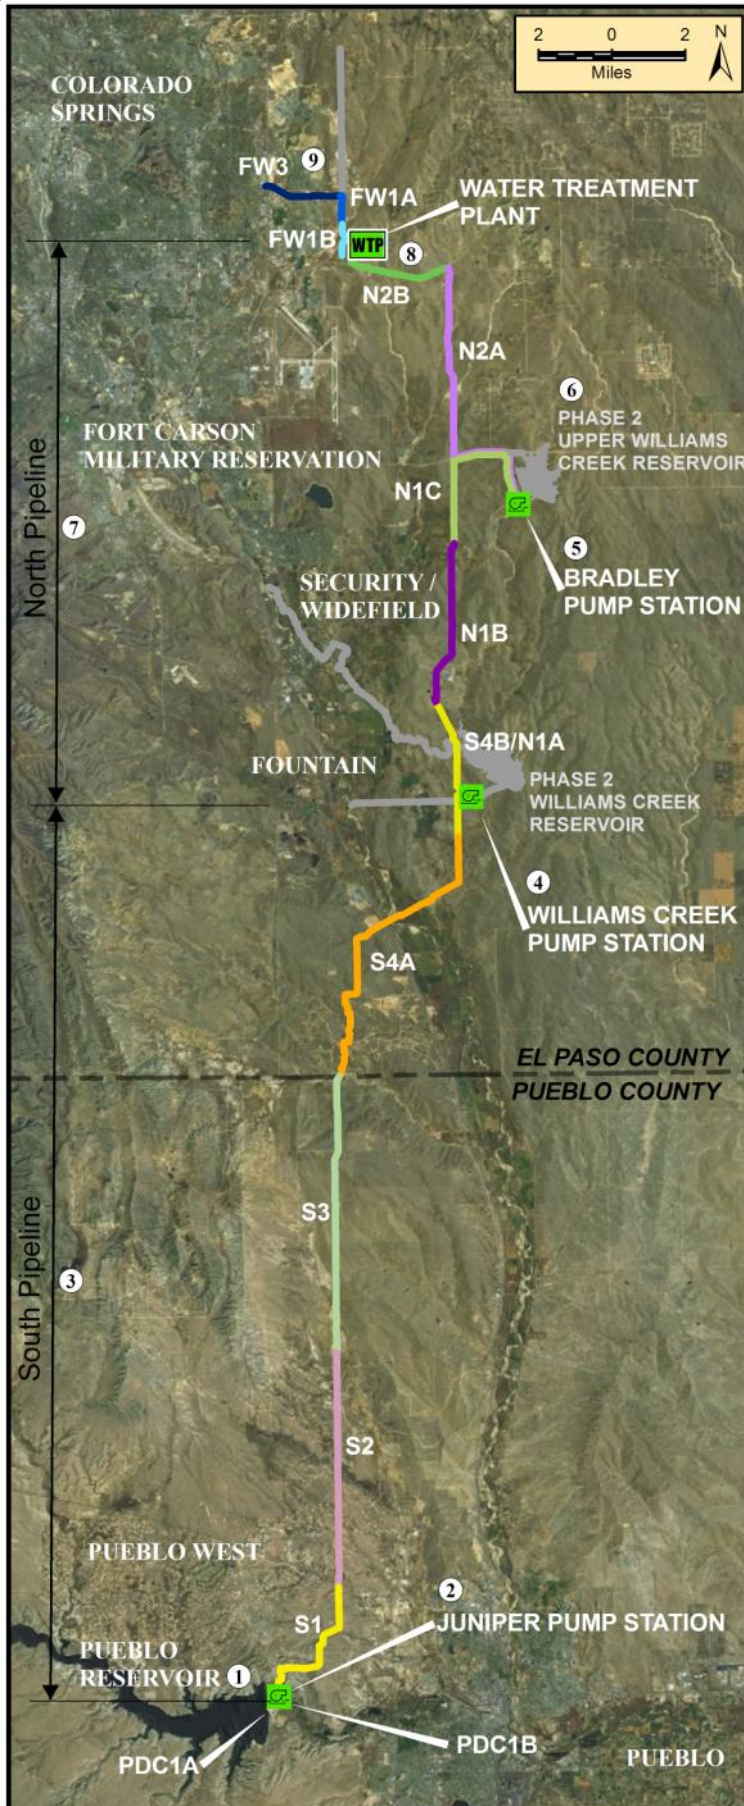 2 0 2
Miles
N
COLORADO
SPRINGS
FW3
9
FW1A
WATER TREATMENT
PLANT
FW1B
WTP
8
N2B
N2A
6
PHASE 2
UPPER WILLIAMS
CREEK RESERVOIR
FORT CARSON
MILITARY RESERVATION
N1C
7
North Pipeline
5
BRADLEY
PUMP STATION
SECURITY /
WIDEFIELD
N1B
S4B/N1A
FOUNTAIN
PHASE 2
WILLIAMS CREEK
RESERVOIR
4
WILLIAMS CREEK
PUMP STATION
S4A
EL PASO COUNTY
PUEBLO COUNTY
S3
3
South Pipeline
S2
PUEBLO WEST
2
JUNIPER PUMP STATION
S1
PUEBLO
RESERVOIR
1
PDC1A
PDC1B
PUEBLO